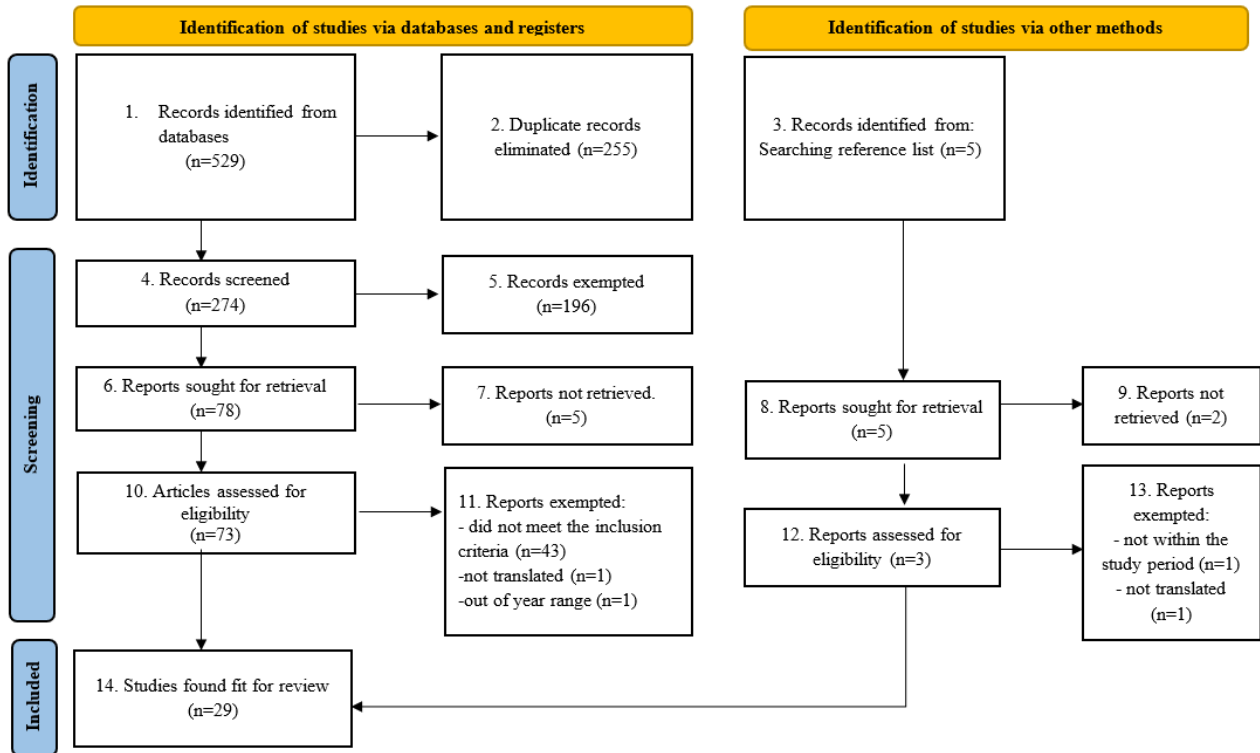 Identification of studies via databases and registers
Identification of studies via other methods
Identification
1. Records identified from
databases
(n=529)
2. Duplicate records
eliminated (n=255)
3. Records identified from:
Searching reference list (n=5)
Screening
4. Records screened
(n=274)
5. Records exempted
(n=196)
6. Reports sought for retrieval
(n=78)
7. Reports not retrieved.
(n=5)
8. Reports sought for retrieval
(n=5)
9. Reports not
retrieved (n=2)
10. Articles assessed for
eligibility
(n=73)
11. Reports exempted:
- did not meet the inclusion
criteria (n=43)
-not translated (n=1)
-out of year range (n=1)
12. Reports assessed for
eligibility (n=3)
13. Reports
exempted:
- not within the
study period (n=1)
- not translated
(n=1)
Included
14. Studies found fit for review
(n=29)